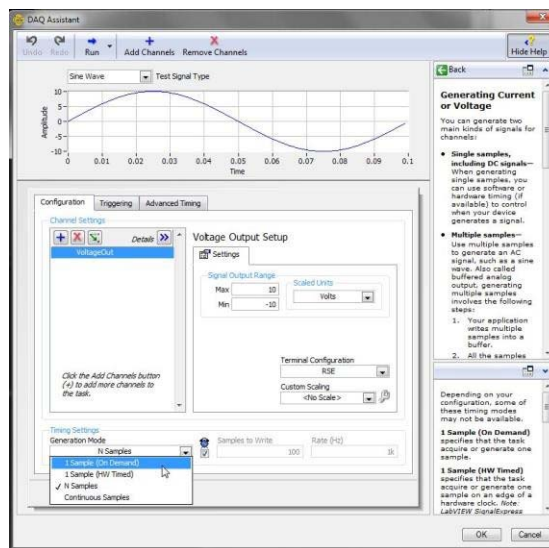 DAQ Assistant
Undo Redo Run Add Channels Remove Channels Hide Help
Sine Wave Test Signal Type
Amplitude
10
5
0
-5
-10
0 0.01 0.02 0.03 0.04 0.05 0.06 0.07 0.08 0.09 0.1
Time
Configuration Triggering Advanced Timing
Channel Settings
Details
VoltageOut
Click the Add Channels button
(+) to add more channels to
the task.
Voltage Output Setup
Settings
Signal Output Range
Max 10
Min -10
Scaled Units
Volts
Terminal Configuration
RSE
Custom Scaling
<No Scale>
Timing Settings
Generation Mode
N Samples
1 Sample (On Demand)
1 Sample (HW Timed)
✓ N Samples
Continuous Samples
Samples to Write
100
Rate (Hz)
1k
Back
Generating Current
or Voltage
You can generate two
main kinds of signals for
channels:
• Single samples,
including DC signals—
When generating
single samples, you
can use software or
hardware timing (if
available) to control
when your device
generates a signal.
• Multiple samples—
Use multiple samples
to generate an AC
signal, such as a sine
wave. Also called
buffered analog
output, generating
multiple samples
involves the following
steps:
1. Your application
writes multiple
samples into a
buffer.
2. All the samples
Depending on your
configuration, some of
these timing modes
may not be available.
1 Sample (On Demand)
specifies that the task
acquire or generate one
sample.
1 Sample (HW Timed)
specifies that the task
acquire or generate one
sample on an edge of a
hardware clock. Note:
LabVIEW SignalExpress
OK Cancel